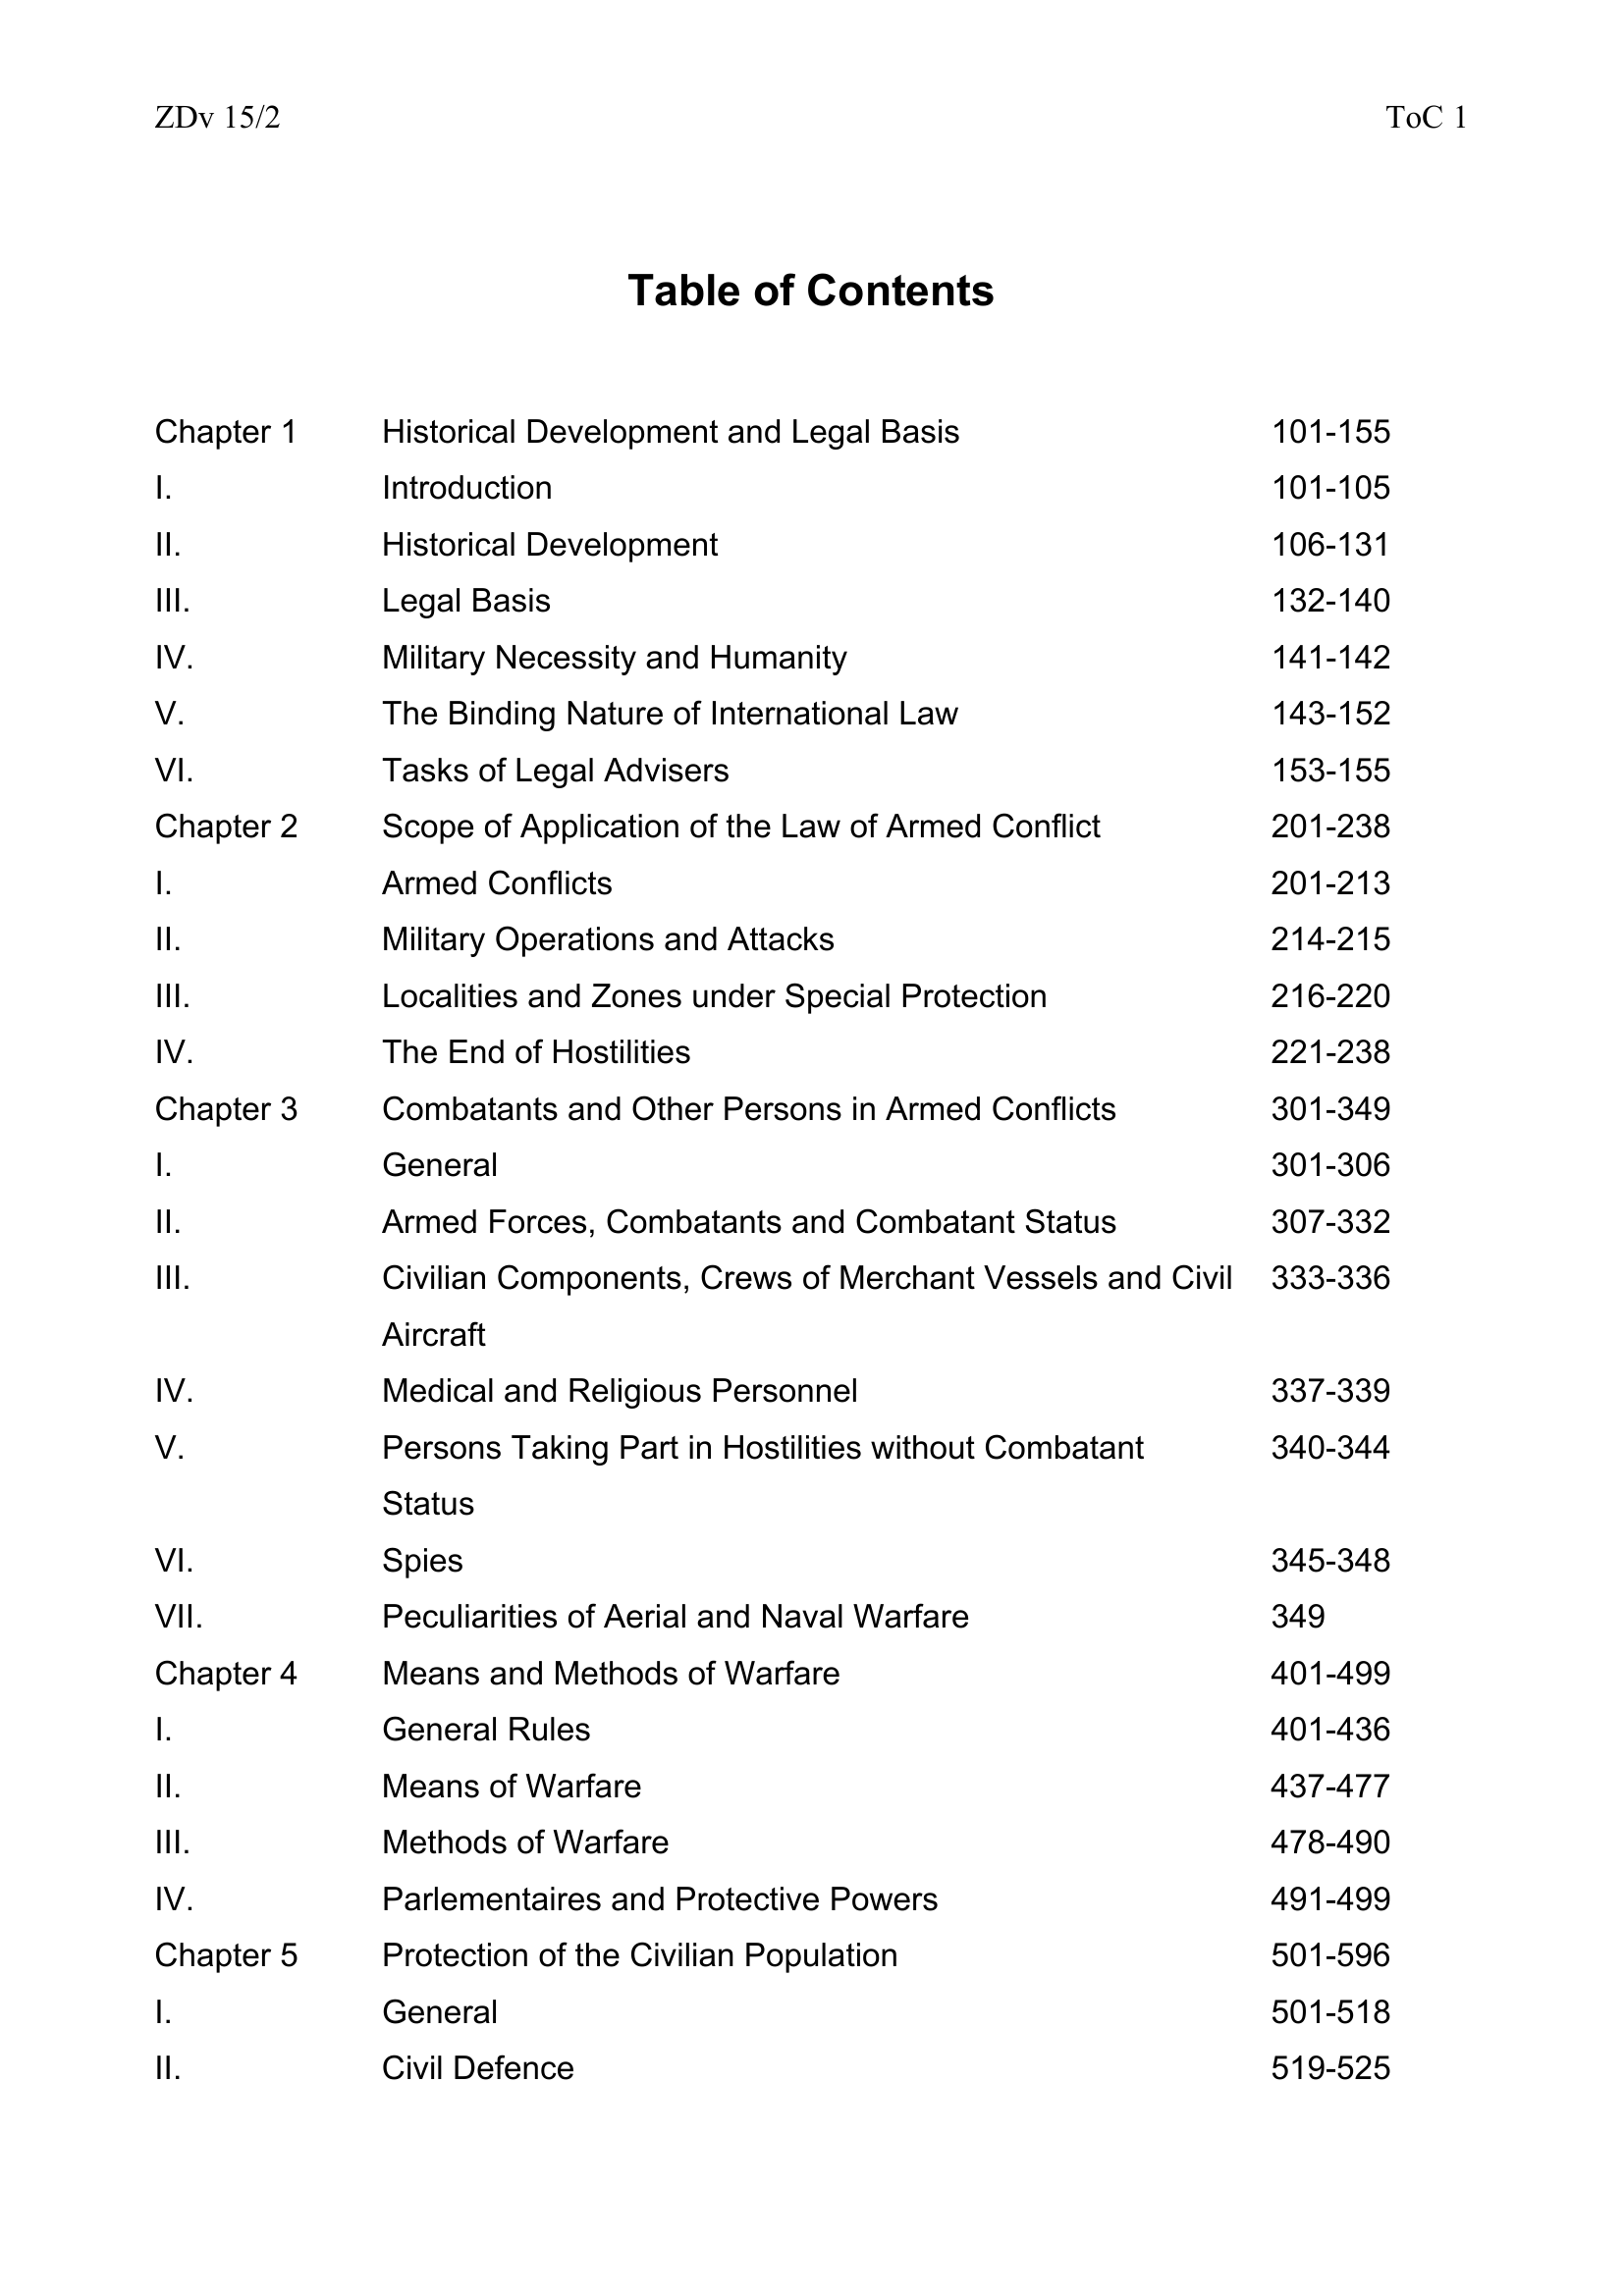 ZDv 15/2 ToC 1
Table of Contents
Chapter 1 Historical Development and Legal Basis 101-155
I. Introduction 101-105
II. Historical Development 106-131
III. Legal Basis 132-140
IV. Military Necessity and Humanity 141-142
V. The Binding Nature of International Law 143-152
VI. Tasks of Legal Advisers 153-155
Chapter 2 Scope of Application of the Law of Armed Conflict 201-238
I. Armed Conflicts 201-213
II. Military Operations and Attacks 214-215
III. Localities and Zones under Special Protection 216-220
IV. The End of Hostilities 221-238
Chapter 3 Combatants and Other Persons in Armed Conflicts 301-349
I. General 301-306
II. Armed Forces, Combatants and Combatant Status 307-332
III. Civilian Components, Crews of Merchant Vessels and Civil 333-336
Aircraft
IV. Medical and Religious Personnel 337-339
V. Persons Taking Part in Hostilities without Combatant 340-344
Status
VI. Spies 345-348
VII. Peculiarities of Aerial and Naval Warfare 349
Chapter 4 Means and Methods of Warfare 401-499
I. General Rules 401-436
II. Means of Warfare 437-477
III. Methods of Warfare 478-490
IV. Parlementaires and Protective Powers 491-499
Chapter 5 Protection of the Civilian Population 501-596
I. General 501-518
II. Civil Defence 519-525